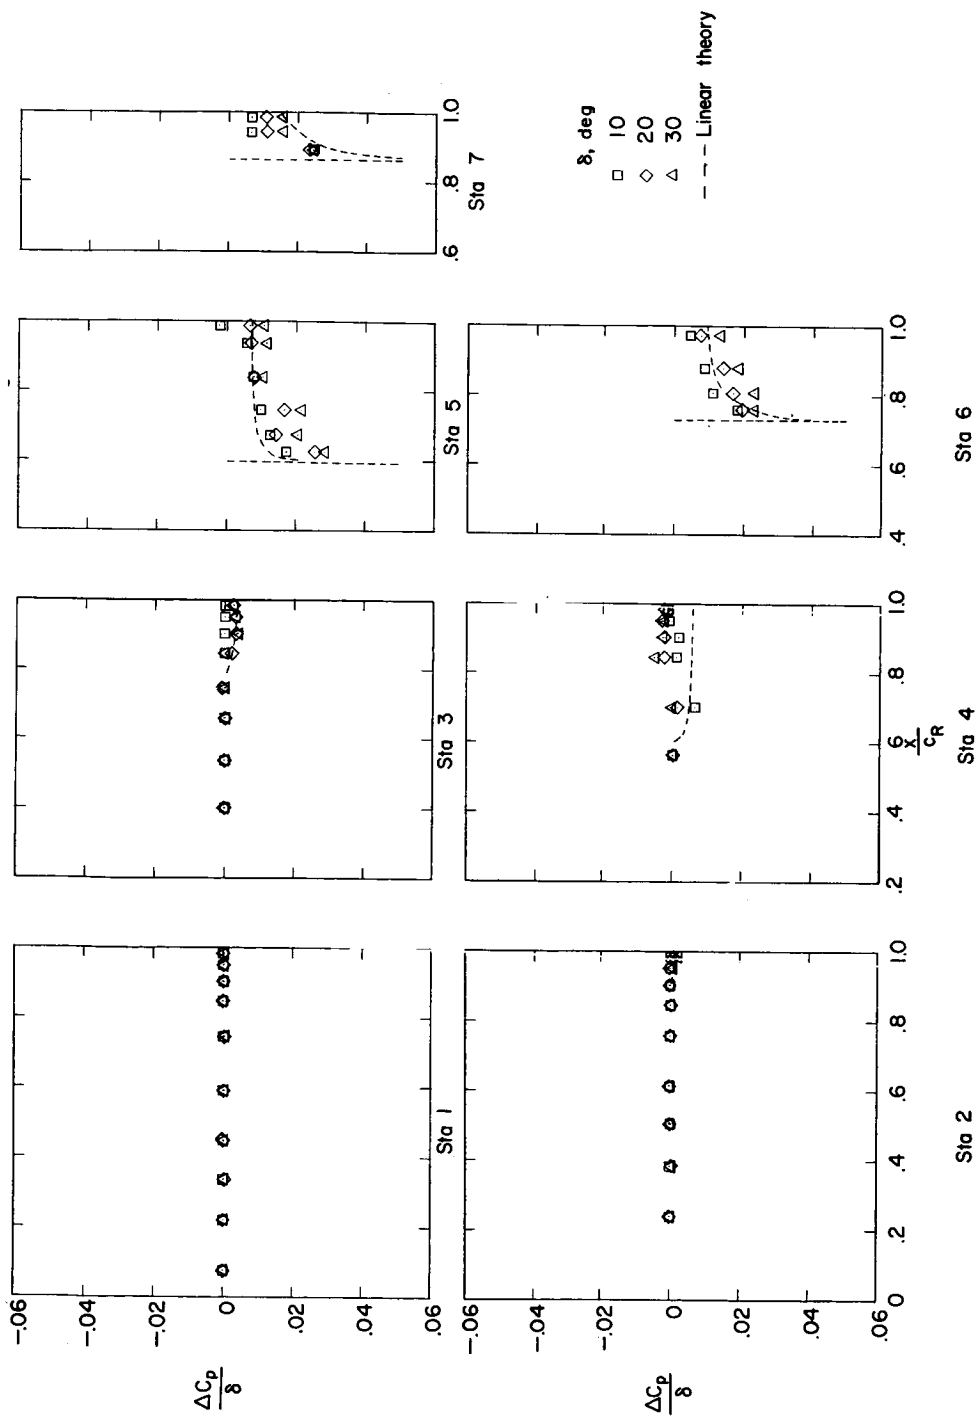 -.06
-.04
-.02
0
.02
.04
.06
ΔCp
δ
Sta 1
Sta 3
Sta 5
.6
.8
1.0
Sta 7
δ, deg
□ 10
◇ 20
△ 30
--- Linear theory
-.06
-.04
-.02
0
.02
.04
.06
ΔCp
δ
0
.2
.4
.6
.8
1.0
Sta 2
.2
.4
.6
.8
1.0
x
cR
Sta 4
.4
.6
.8
1.0
Sta 6